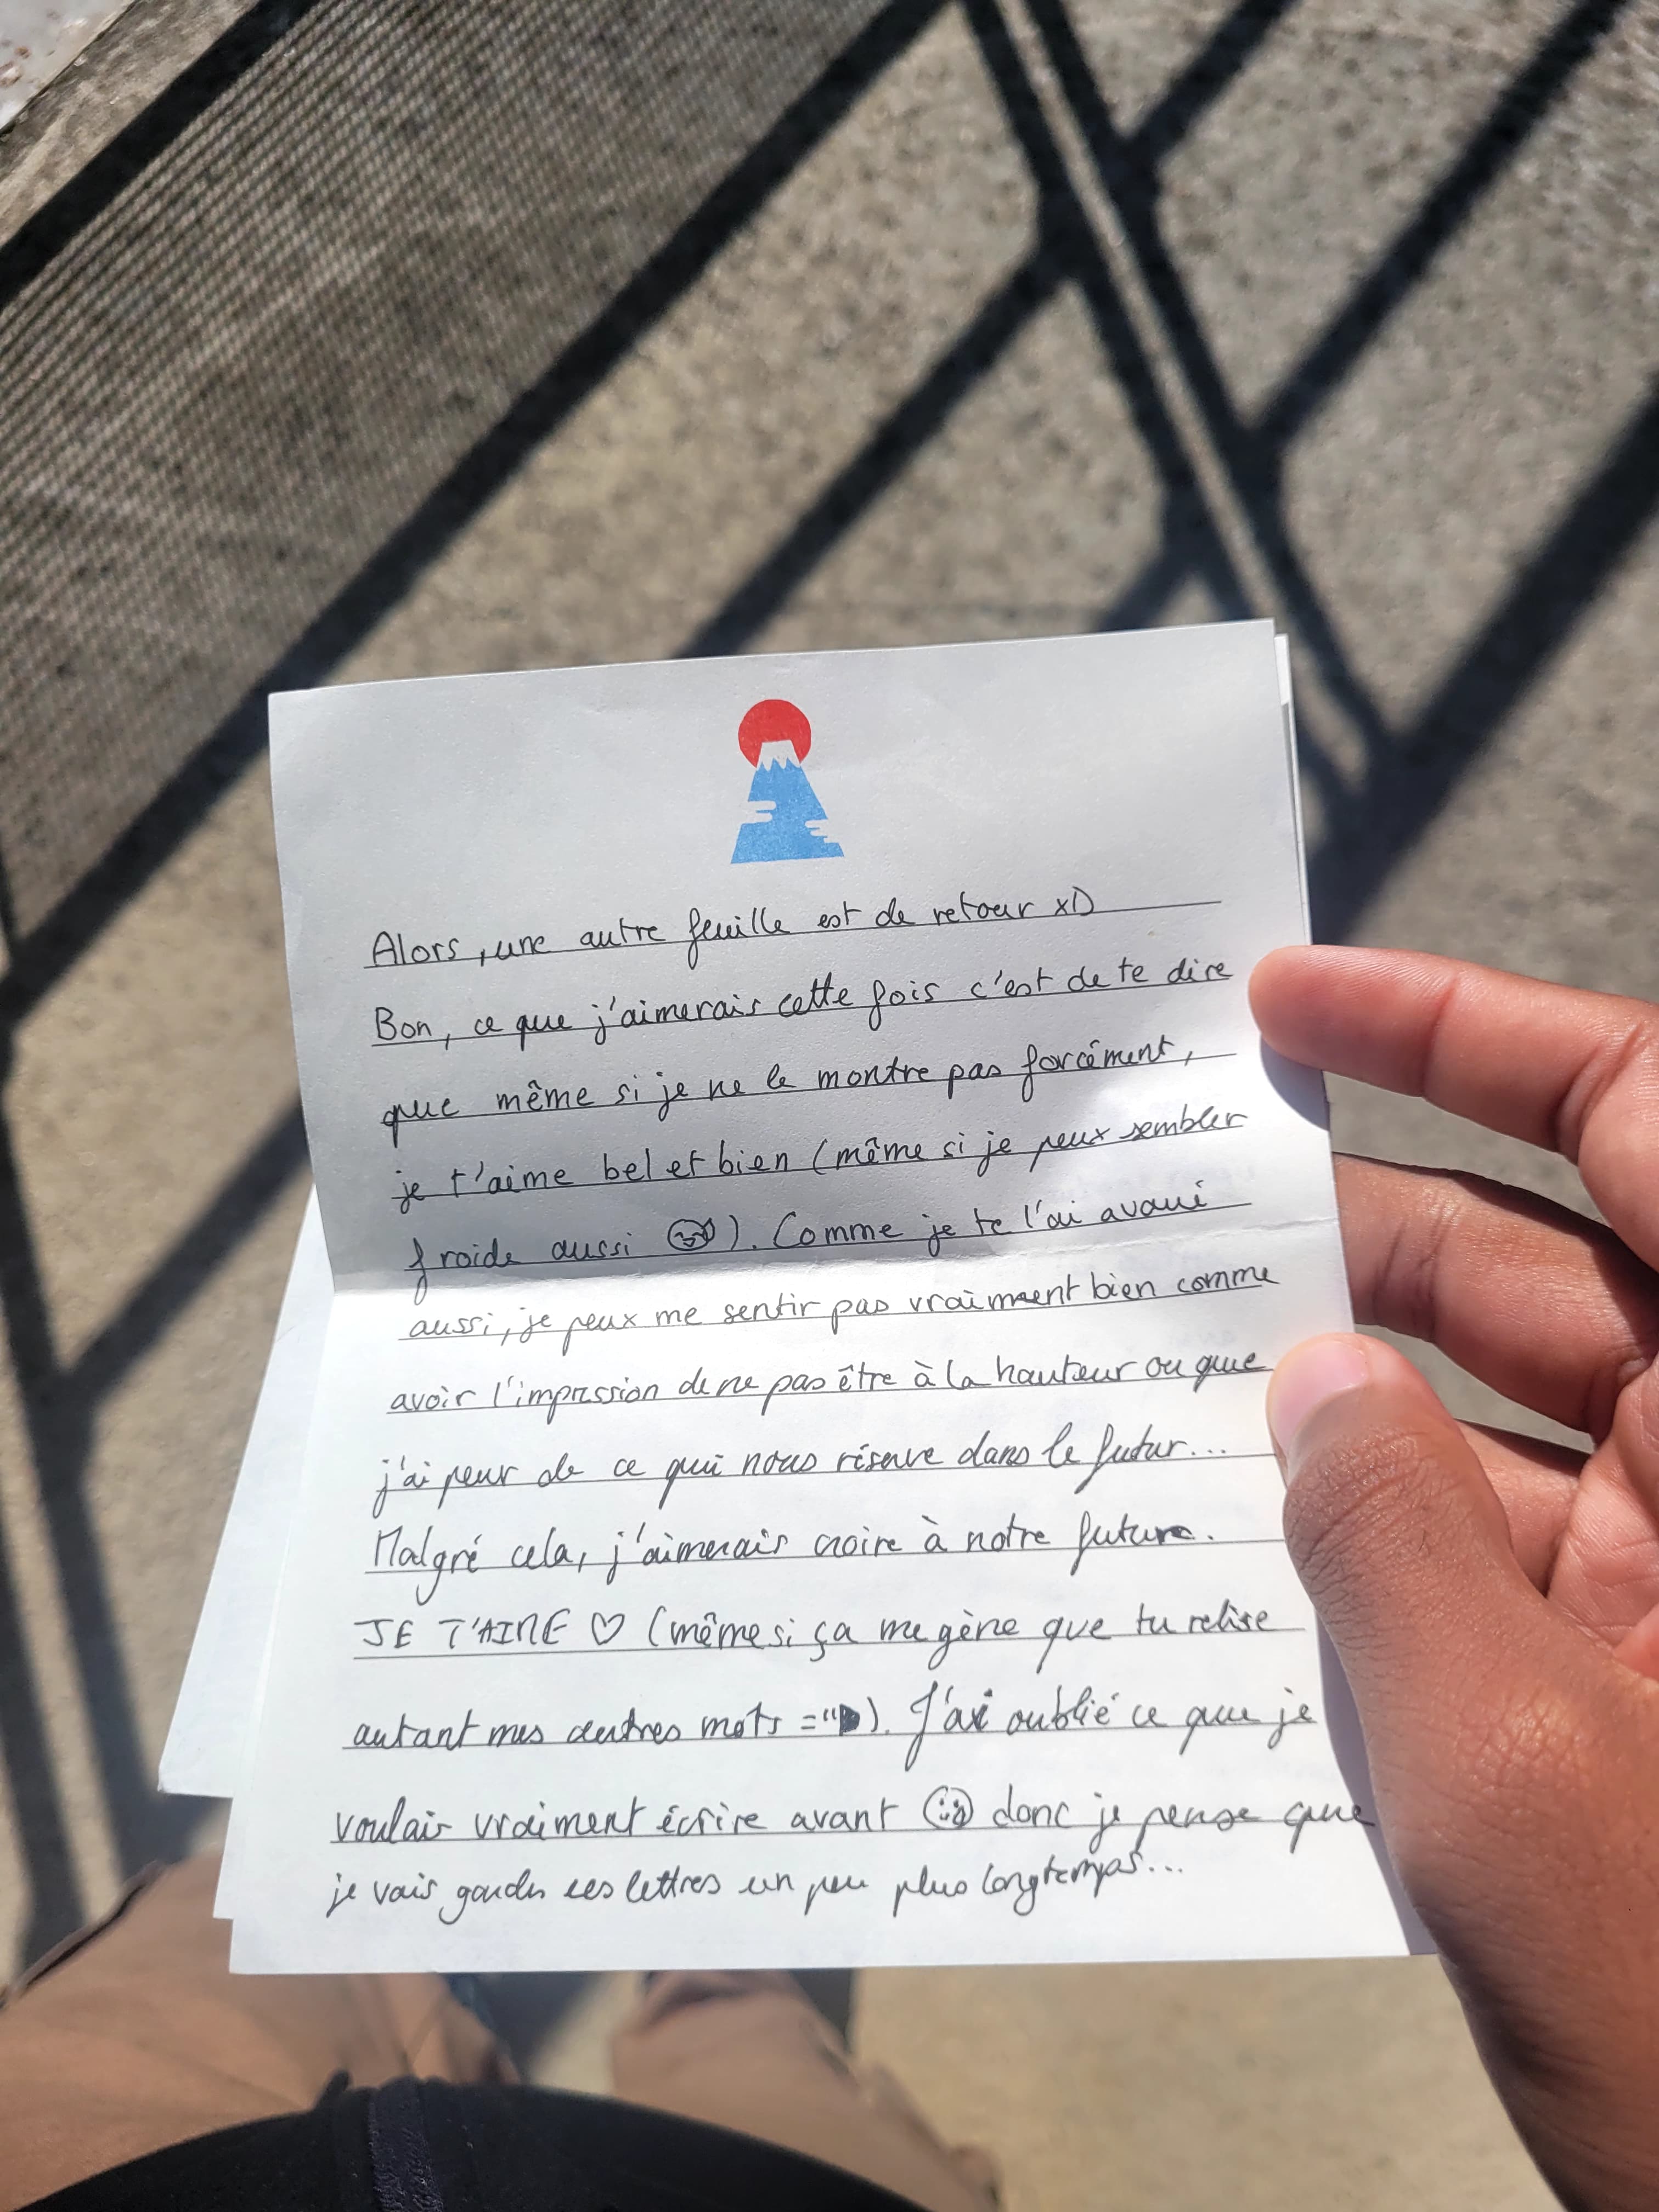 Alors, une autre feuille est de retour xD
Bon, ce que j'aimerais cette fois c'est de te dire
que même si je ne le montre pas forcément,
je t'aime bel et bien (même si je peux sembler
froide aussi ). Comme je te l'ai avoué
aussi, je peux me sentir pas vraiment bien comme
avoir l'impression de ne pas être à la hauteur ou que
j'ai peur de ce qui nous réserve dans le futur...
Malgré cela, j'aimerais croire à notre future.
JE T'AIME ♡ (même si ça me gène que tu relise
autant mes autres mots ="D). J'ai oublié ce que je
voulais vraiment écrire avant donc je pense que
je vais garder ces lettres un peu plus longtemps...